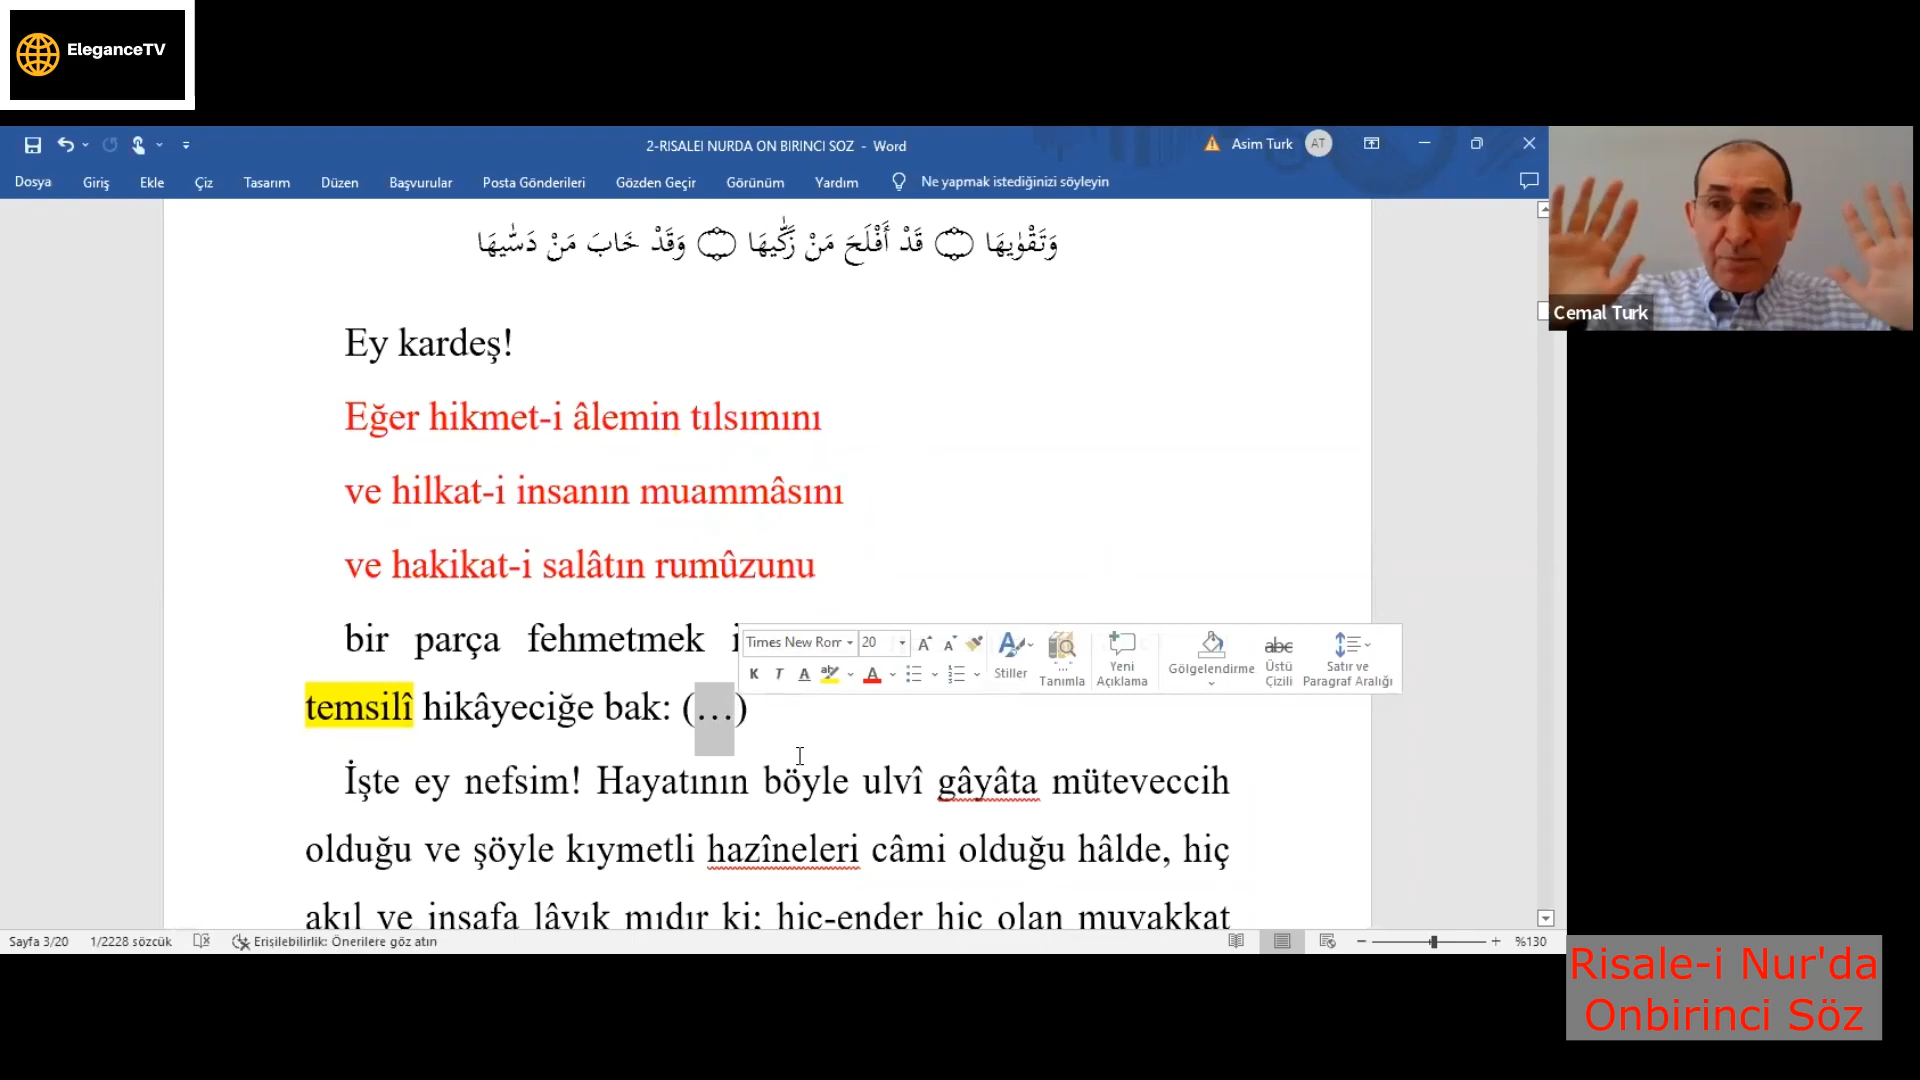 EleganceTV
2-RISALEI NURDA ON BIRINCI SOZ - Word
Asim Turk
AT
Dosya Giriş Ekle Çiz Tasarım Düzen Başvurular Posta Gönderileri Gözden Geçir Görünüm Yardım Ne yapmak istediğinizi söyleyin
وَتَقْوٰيهَا ۝ قَدْ أَفْلَحَ مَنْ زَكّٰيهَا ۝ وَقَدْ خَابَ مَنْ دَسّٰيهَا
Cemal Turk
Ey kardeş!
Eğer hikmet-i âlemin tılsımını
ve hilkat-i insanın muammâsını
ve hakikat-i salâtın rumûzunu
bir parça fehmetmek i
Times New Ror 20
K T A
Stiller
... Tanımla
Yeni Açıklama
Gölgelendirme
abc Üstü Çizili
Satır ve Paragraf Aralığı
temsilî hikâyeciğe bak: (…)
İşte ey nefsim! Hayatının böyle ulvî gâyâta müteveccih
olduğu ve şöyle kıymetli hazîneleri câmi olduğu hâlde, hiç
akıl ve insafa lâyık mıdır ki; hiç-ender hiç olan muvakkat
Sayfa 3/20 1/2228 sözcük Erişilebilirlik: Önerilere göz atın %130
Risale-i Nur'da
Onbirinci Söz